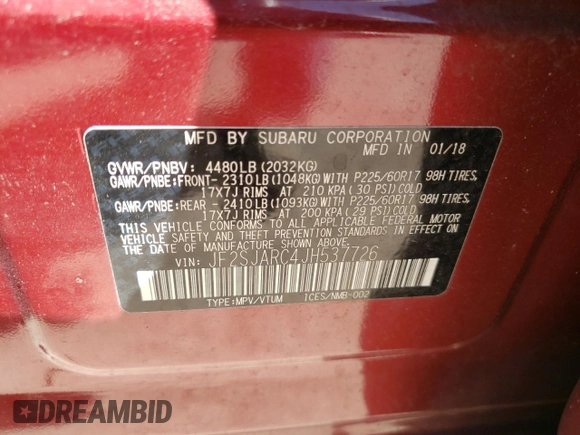 MFD BY SUBARU CORPORATION
MFD IN 01/18
GVWR/PNBV: 4480LB(2032KG)
GAWR/PNBE:FRONT- 2310LB(1048KG)WITH P225/60R17 98H TIRES,
17X7J RIMS AT 210 KPA(30 PSI)COLD
GAWR/PNBE:REAR - 2410LB(1093KG)WITH P225/60R17 98H TIRES,
17X7J RIMS AT 200 KPA(29 PSI)COLD
THIS VEHICLE CONFORMS TO ALL APPLICABLE FEDERAL MOTOR
VEHICLE SAFETY AND BUMPER STANDARDS IN EFFECT ON
THE DATE OF MANUFACTURE SHOWN ABOVE.
VIN: JF2SJARC4JH537726
TYPE:MPV/VTUM ICES/NMB-002
DREAMBID